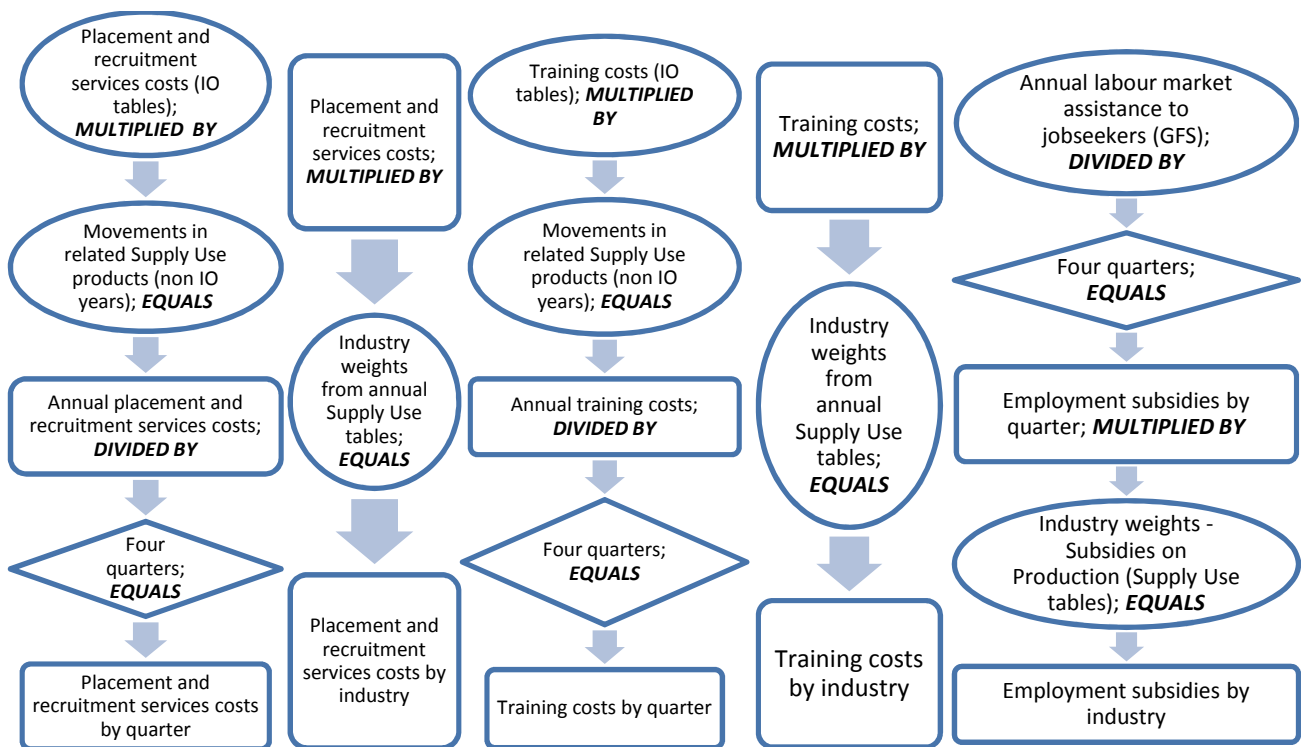 Placement and
recruitment
services costs (IO
tables);
MULTIPLIED BY
Movements in
related Supply Use
products (non IO
years); EQUALS
Annual placement and
recruitment services costs;
DIVIDED BY
Four
quarters;
EQUALS
Placement and
recruitment services costs
by quarter
Placement and
recruitment
services costs;
MULTIPLIED BY
Industry
weights
from annual
Supply Use
tables;
EQUALS
Placement and
recruitment
services costs by
industry
Training costs (IO
tables); MULTIPLIED
BY
Movements in
related Supply Use
products (non IO
years); EQUALS
Annual training costs;
DIVIDED BY
Four quarters;
EQUALS
Training costs by quarter
Training costs;
MULTIPLIED BY
Industry
weights
from
annual
Supply Use
tables;
EQUALS
Training costs
by industry
Annual labour market
assistance to
jobseekers (GFS);
DIVIDED BY
Four quarters;
EQUALS
Employment subsidies by
quarter; MULTIPLIED BY
Industry weights -
Subsidies on
Production (Supply Use
tables); EQUALS
Employment subsidies by
industry